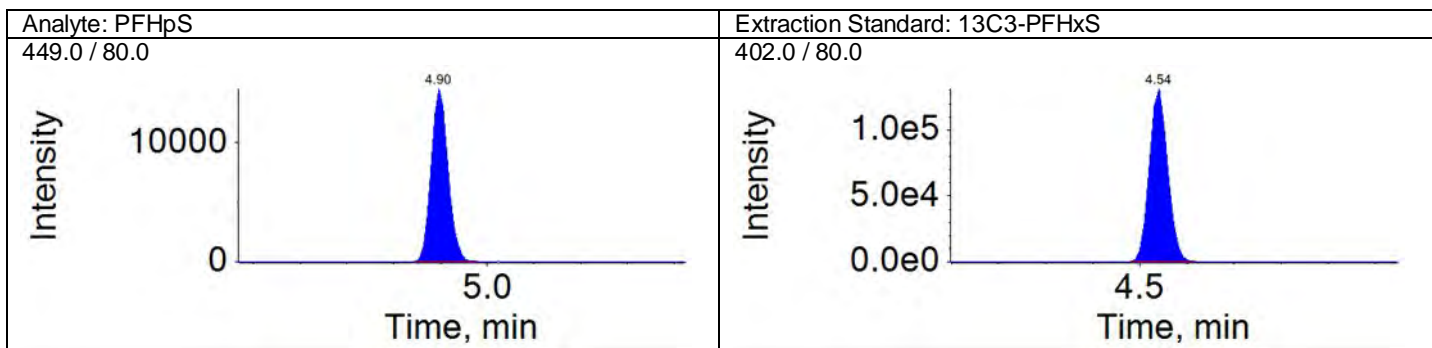 Analyte: PFHpS
449.0 / 80.0
4.90
10000
0
5.0
Intensity
Time, min
Extraction Standard: 13C3-PFHxS
402.0 / 80.0
4.54
1.0e5
5.0e4
0.0e0
4.5
Intensity
Time, min